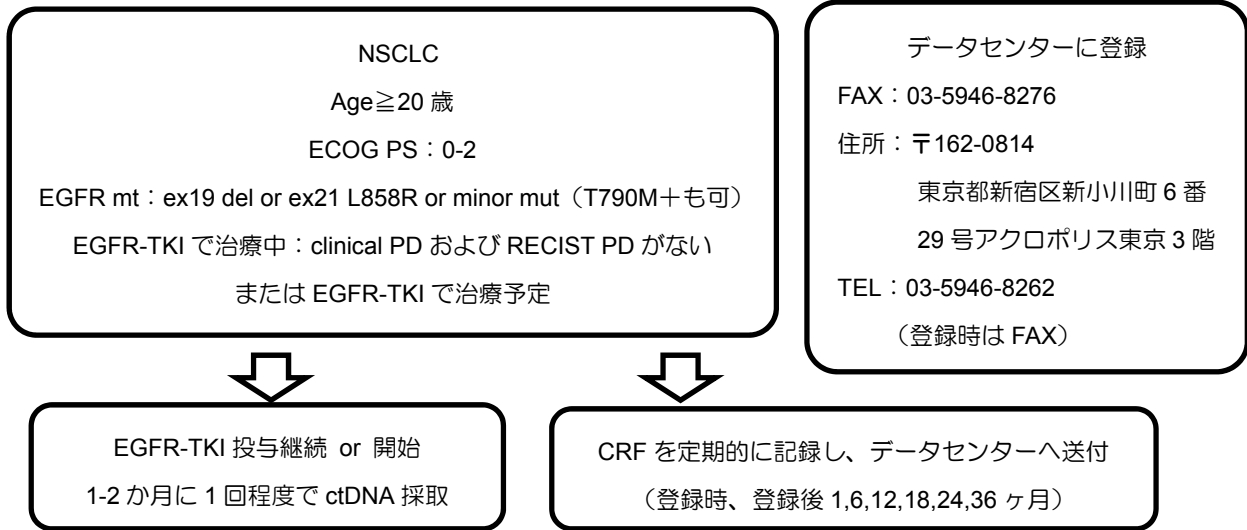 NSCLC
Age≧20 歳
ECOG PS：0-2
EGFR mt：ex19 del or ex21 L858R or minor mut（T790M＋も可）
EGFR-TKI で治療中：clinical PD および RECIST PD がない
または EGFR-TKI で治療予定
データセンターに登録
FAX：03-5946-8276
住所：〒162-0814
東京都新宿区新小川町 6 番
29 号アクロポリス東京 3 階
TEL：03-5946-8262
（登録時は FAX）
EGFR-TKI 投与継続 or 開始
1-2 か月に 1 回程度で ctDNA 採取
CRF を定期的に記録し、データセンターへ送付
（登録時、登録後 1,6,12,18,24,36 ヶ月）